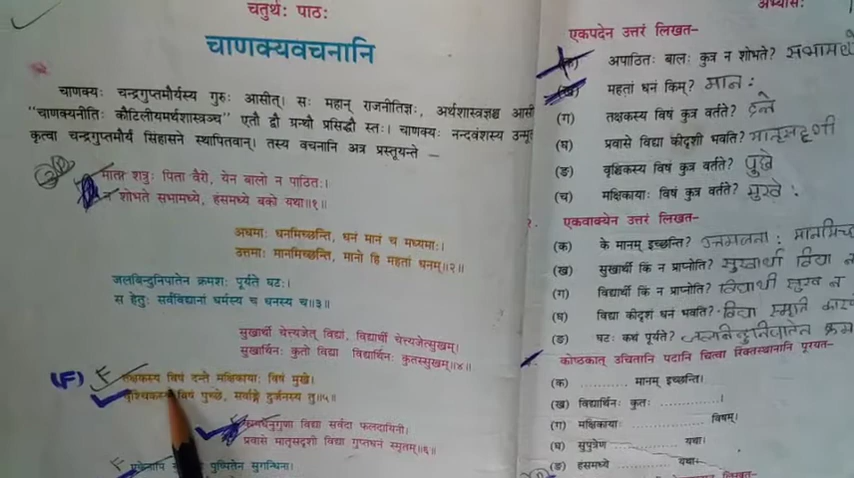 चतुर्थः पाठः
चाणक्यवचनानि
चाणक्यः चन्द्रगुप्तमौर्यस्य गुरुः आसीत्। सः महान् राजनीतिज्ञः, अर्थशास्त्रज्ञश्च आसी
"चाणक्यनीतिः कौटिलीयमर्थशास्त्रञ्च" एतौ द्वौ ग्रन्थौ प्रसिद्धौ स्तः। चाणक्यः नन्दवंशस्य उन्मू
कृत्वा चन्द्रगुप्तमौर्यं सिंहासने स्थापितवान्। तस्य वचनानि अत्र प्रस्तूयन्ते –
माता शत्रुः पिता वैरी, येन बालो न पाठितः।
न शोभते सभामध्ये, हंसमध्ये बको यथा॥१॥
अधमाः धनमिच्छन्ति, धनं मानं च मध्यमाः।
उत्तमाः मानमिच्छन्ति, मानो हि महतां धनम्॥२॥
जलबिन्दुनिपातेन क्रमशः पूर्यते घटः।
स हेतुः सर्वविद्यानां धर्मस्य च धनस्य च॥३॥
सुखार्थी चेत्त्यजेत् विद्यां, विद्यार्थी चेत्त्यजेत्सुखम्।
सुखार्थिनः कुतो विद्या विद्यार्थिनः कुतस्सुखम्॥४॥
(F) तक्षकस्य विषं दन्ते मक्षिकायाः विषं मुखे।
वृश्चिकस्य विषं पुच्छे, सर्वाङ्गे दुर्जनस्य तु॥५॥
कामधेनुगुणा विद्या सर्वदा फलदायिनी।
प्रवासे मातृसदृशी विद्या गुप्तधनं स्मृतम्॥६॥
पुष्पितेन सुगन्धिना।
अभ्यासः
एकपदेन उत्तरं लिखत–
अपाठितः बालः कुत्र न शोभते? सभामध्ये
महतां धनं किम्? मानः
(ग) तक्षकस्य विषं कुत्र वर्तते? दन्ते
(घ) प्रवासे विद्या कीदृशी भवति? मातृसदृशी
(ङ) वृश्चिकस्य विषं कुत्र वर्तते? पुछे
(च) मक्षिकायाः विषं कुत्र वर्तते? मुखे:
एकवाक्येन उत्तरं लिखत–
(क) के मानम् इच्छन्ति? मानमिच्छ
(ख) सुखार्थी किं न प्राप्नोति? सुखार्थी विद्या न
(ग) विद्यार्थी किं न प्राप्नोति? विद्यार्थी सुख न
(घ) विद्या कीदृशं धनं भवति? विद्या
(ङ) घटः कथं पूर्यते? जलबिन्दुनिपातेन क्रम
कोष्ठकात् उचितानि पदानि चित्वा रिक्तस्थानानि पूरयत–
(क) .......... मानम् इच्छन्ति।
(ख) विद्यार्थिनः कुतः ............।
(ग) मक्षिकायाः ............ विषम्।
(घ) सुपुत्रेण ............ यथा।
(ङ) हंसमध्ये ............ यथा।